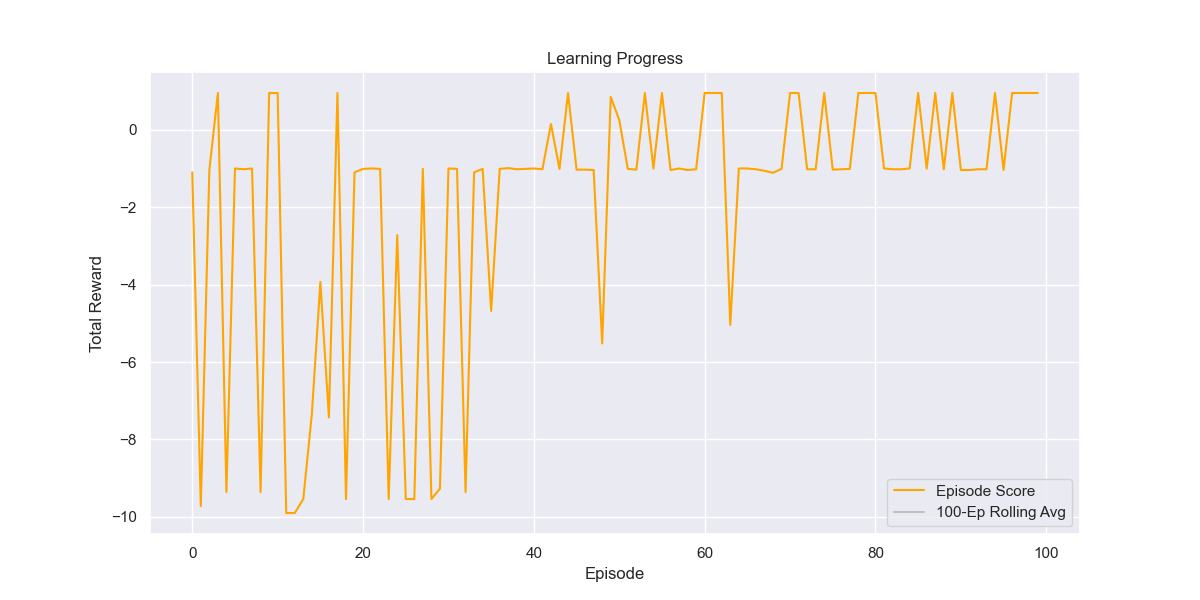 Learning Progress
Total Reward
0
−2
−4
−6
−8
−10
0 20 40 60 80 100
Episode
Episode Score
100-Ep Rolling Avg